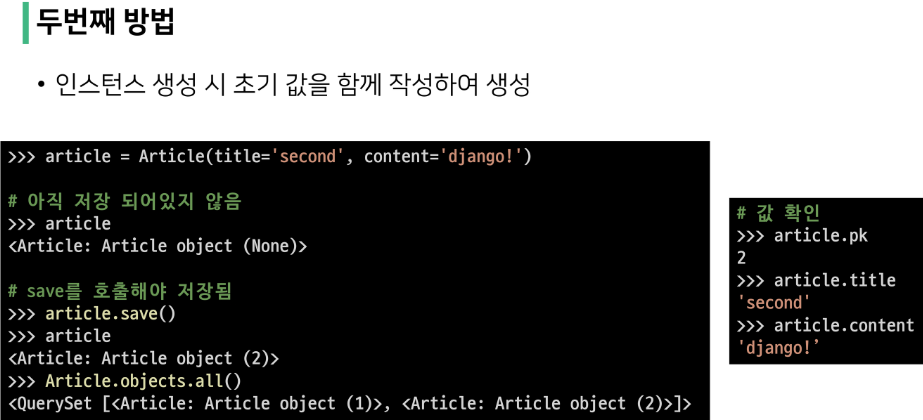 두번째 방법
• 인스턴스 생성 시 초기 값을 함께 작성하여 생성
>>> article = Article(title='second', content='django!')
# 아직 저장 되어있지 않음
>>> article
<Article: Article object (None)>
# save를 호출해야 저장됨
>>> article.save()
>>> article
<Article: Article object (2)>
>>> Article.objects.all()
<QuerySet [<Article: Article object (1)>, <Article: Article object (2)>]>
# 값 확인
>>> article.pk
2
>>> article.title
'second'
>>> article.content
'django!’